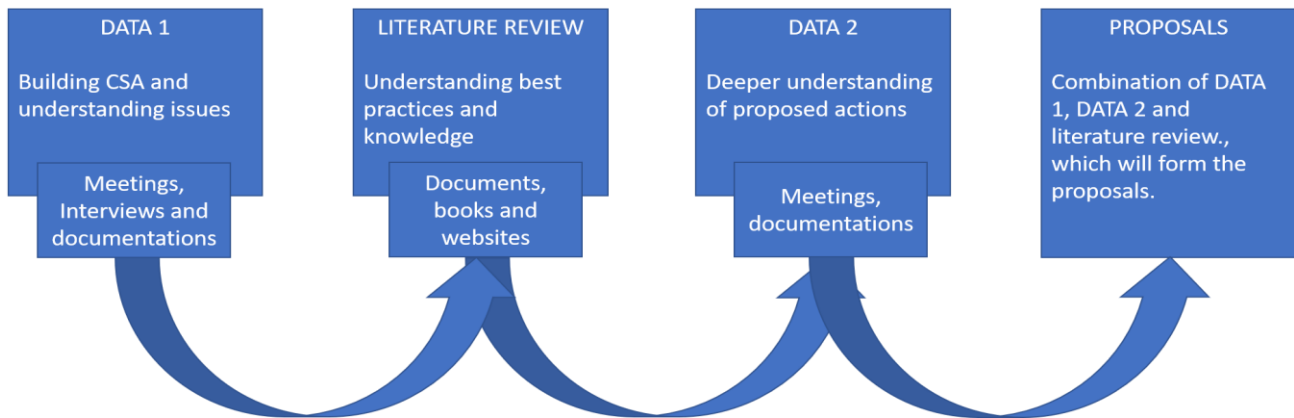 DATA 1
Building CSA and
understanding issues
Meetings,
Interviews and
documentations
LITERATURE REVIEW
Understanding best
practices and
knowledge
Documents,
books and
websites
DATA 2
Deeper understanding
of proposed actions
Meetings,
documentations
PROPOSALS
Combination of DATA
1, DATA 2 and
literature review.,
which will form the
proposals.